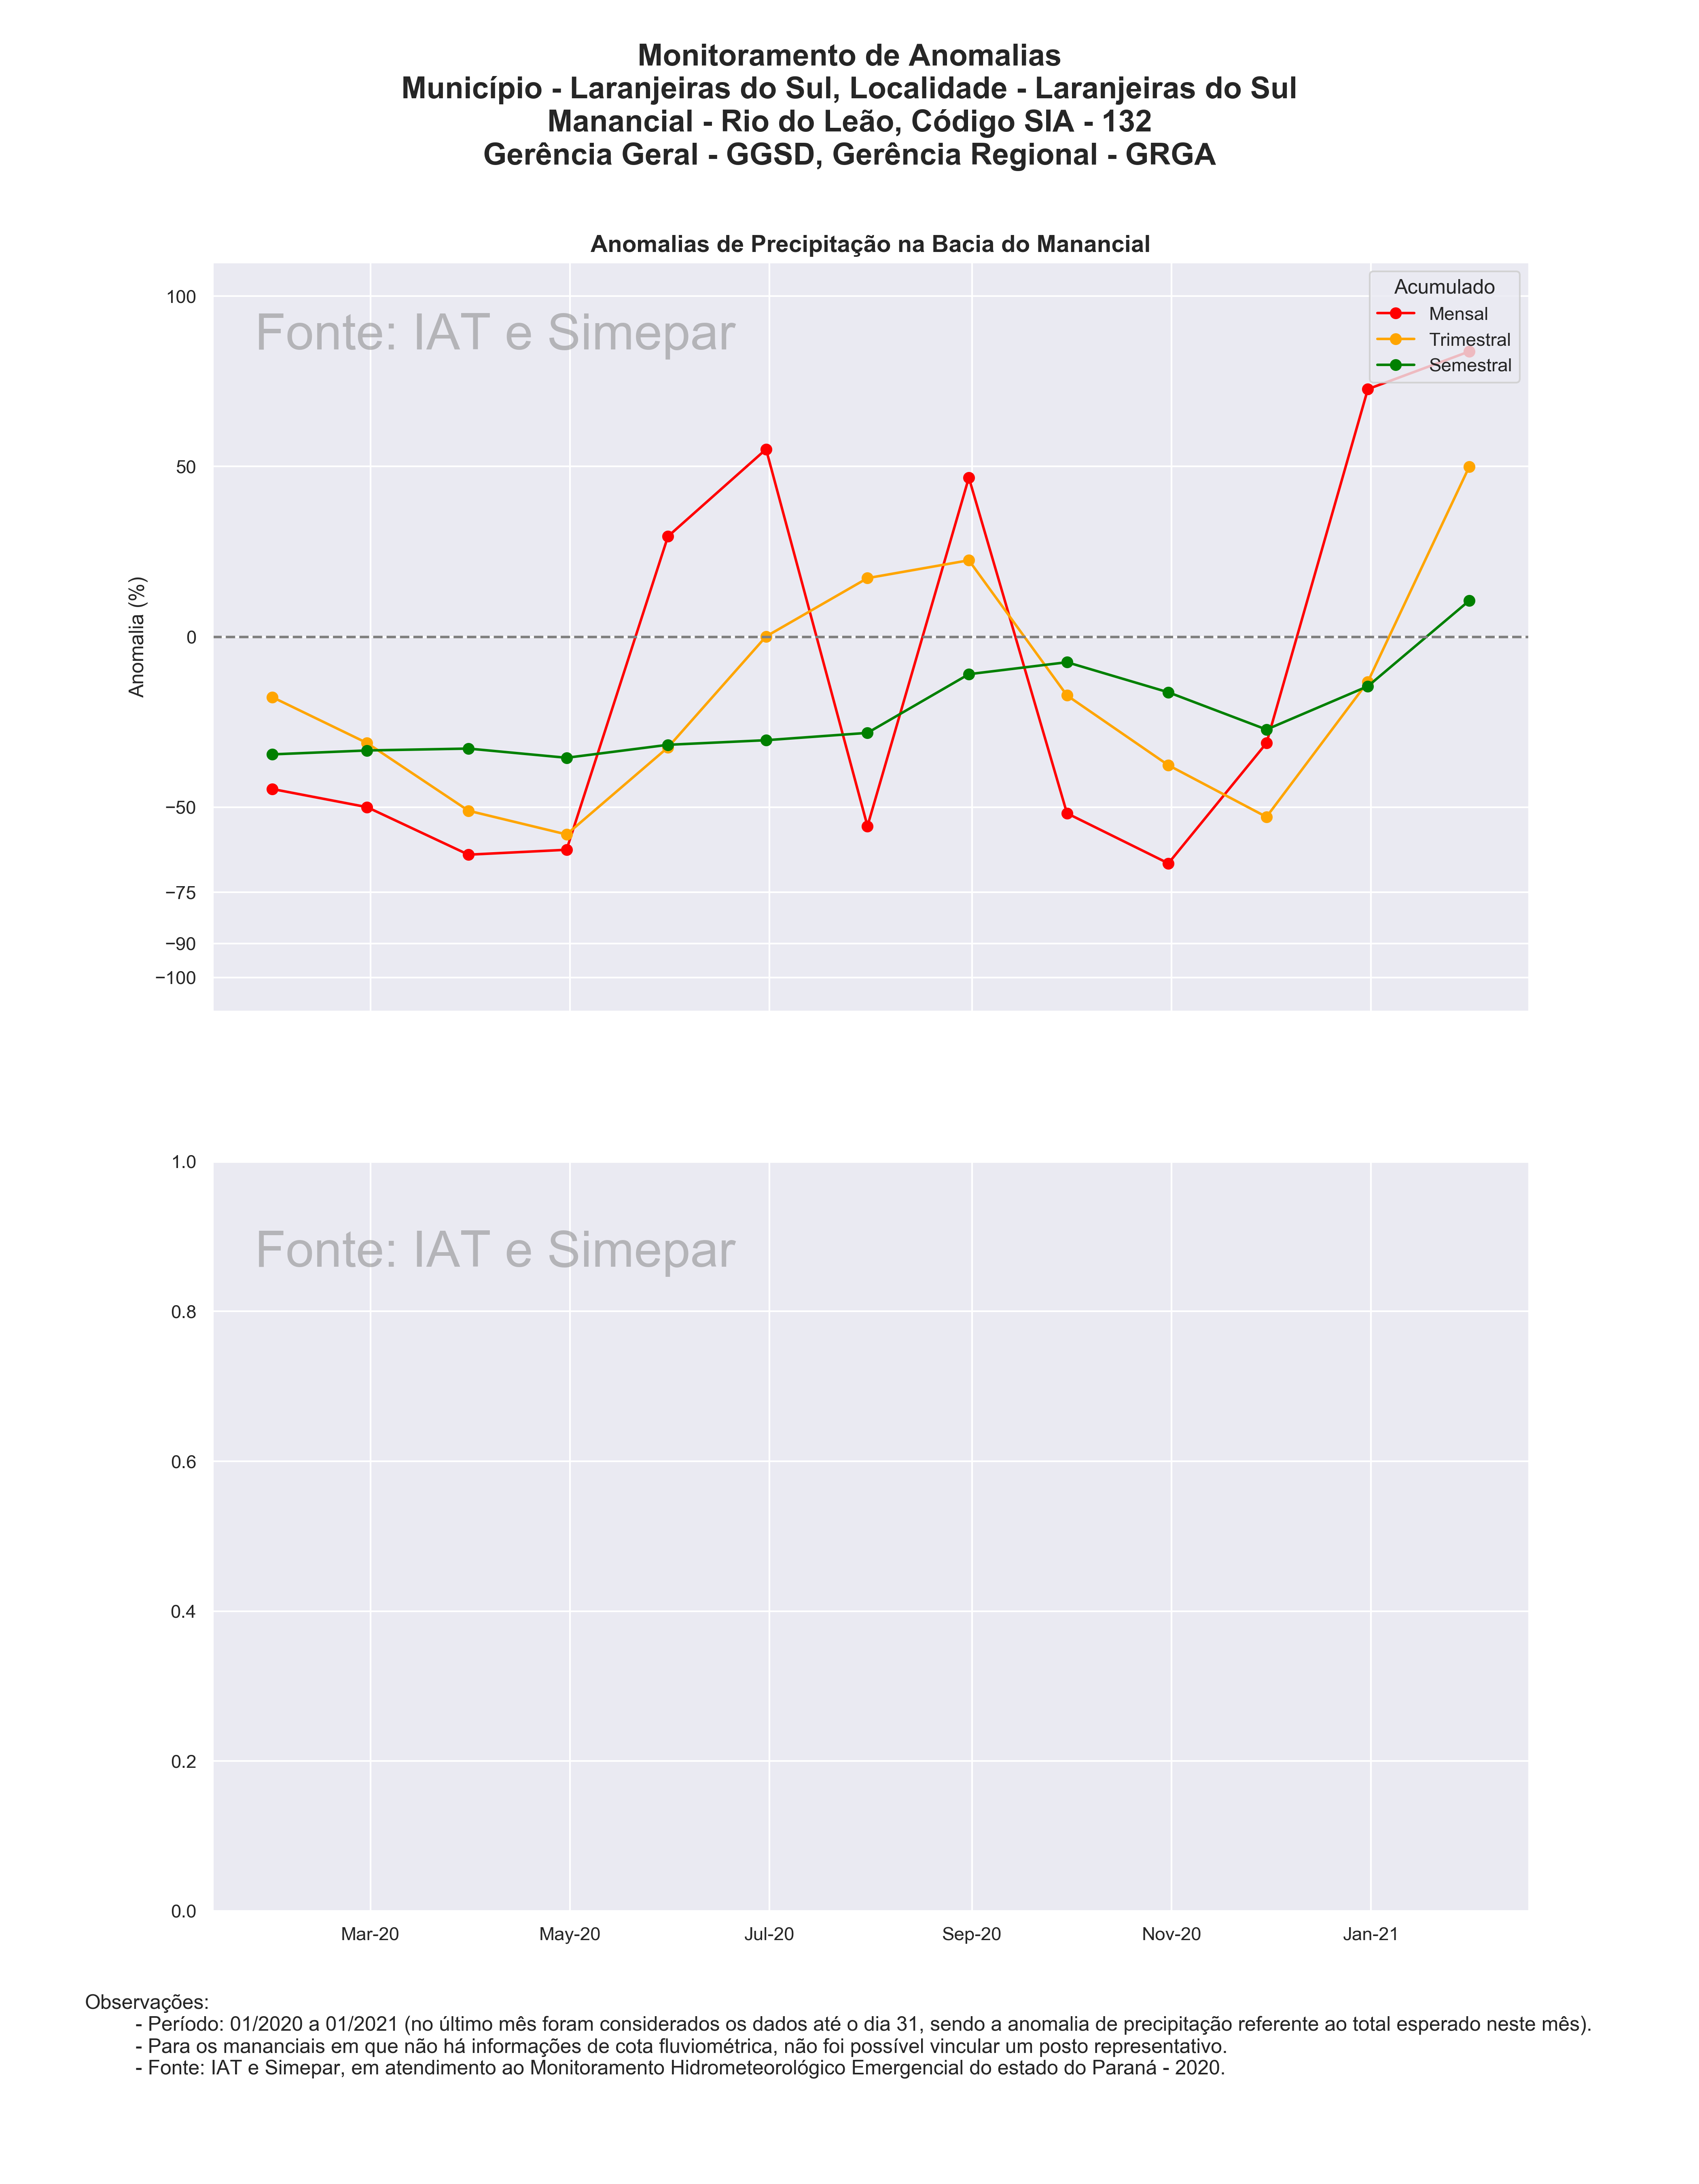 Monitoramento de Anomalias
Município - Laranjeiras do Sul, Localidade - Laranjeiras do Sul
Manancial - Rio do Leão, Código SIA - 132
Gerência Geral - GGSD, Gerência Regional - GRGA
Anomalias de Precipitação na Bacia do Manancial
Fonte: IAT e Simepar
Acumulado
Mensal
Trimestral
Semestral
Anomalia (%)
100
50
0
−50
−75
−90
−100
Fonte: IAT e Simepar
1.0
0.8
0.6
0.4
0.2
0.0
Mar-20 May-20 Jul-20 Sep-20 Nov-20 Jan-21
Observações:
- Período: 01/2020 a 01/2021 (no último mês foram considerados os dados até o dia 31, sendo a anomalia de precipitação referente ao total esperado neste mês).
- Para os mananciais em que não há informações de cota fluviométrica, não foi possível vincular um posto representativo.
- Fonte: IAT e Simepar, em atendimento ao Monitoramento Hidrometeorológico Emergencial do estado do Paraná - 2020.